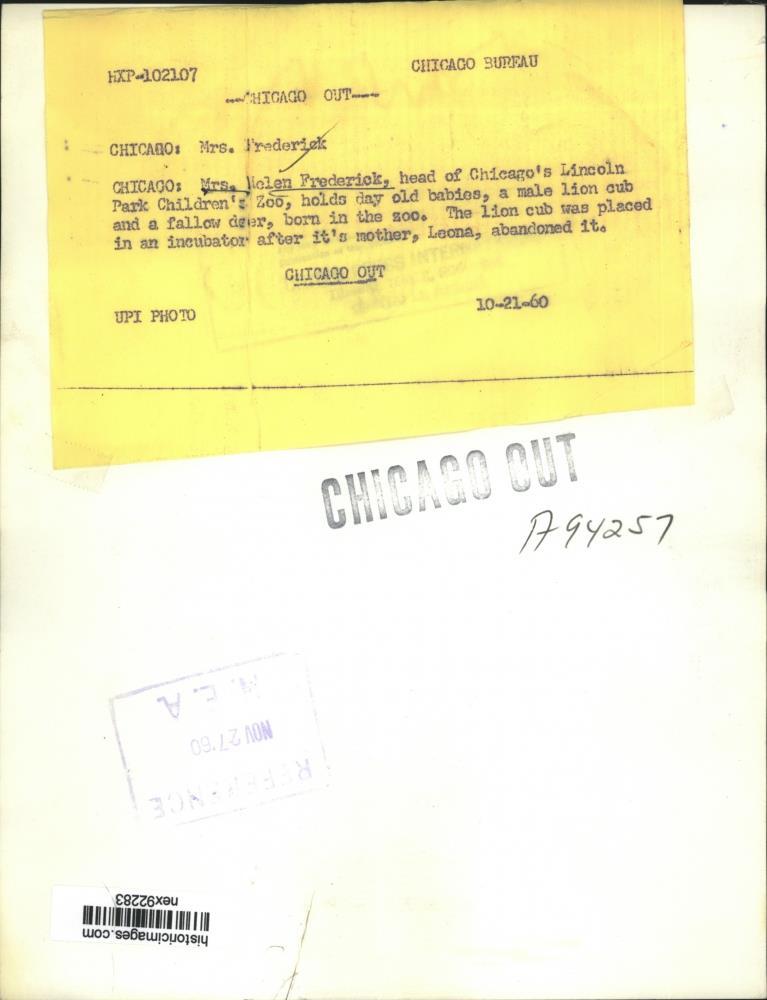 HXP-102107
CHICAGO BUREAU
--CHICAGO OUT----
CHICAGO: Mrs. Frederick
CHICAGO: Mrs. Helen Frederick, head of Chicago's Lincoln
Park Children's Zoo, holds day old babies, a male lion cub
and a fallow deer, born in the zoo. The lion cub was placed
in an incubator after it's mother, Leona, abandoned it.
CHICAGO OUT
UPI PHOTO
10-21-60
CHICAGO OUT
A94257
N.E.A.
NOV 27'60
REFERENCE
nex92283
historicimages.com